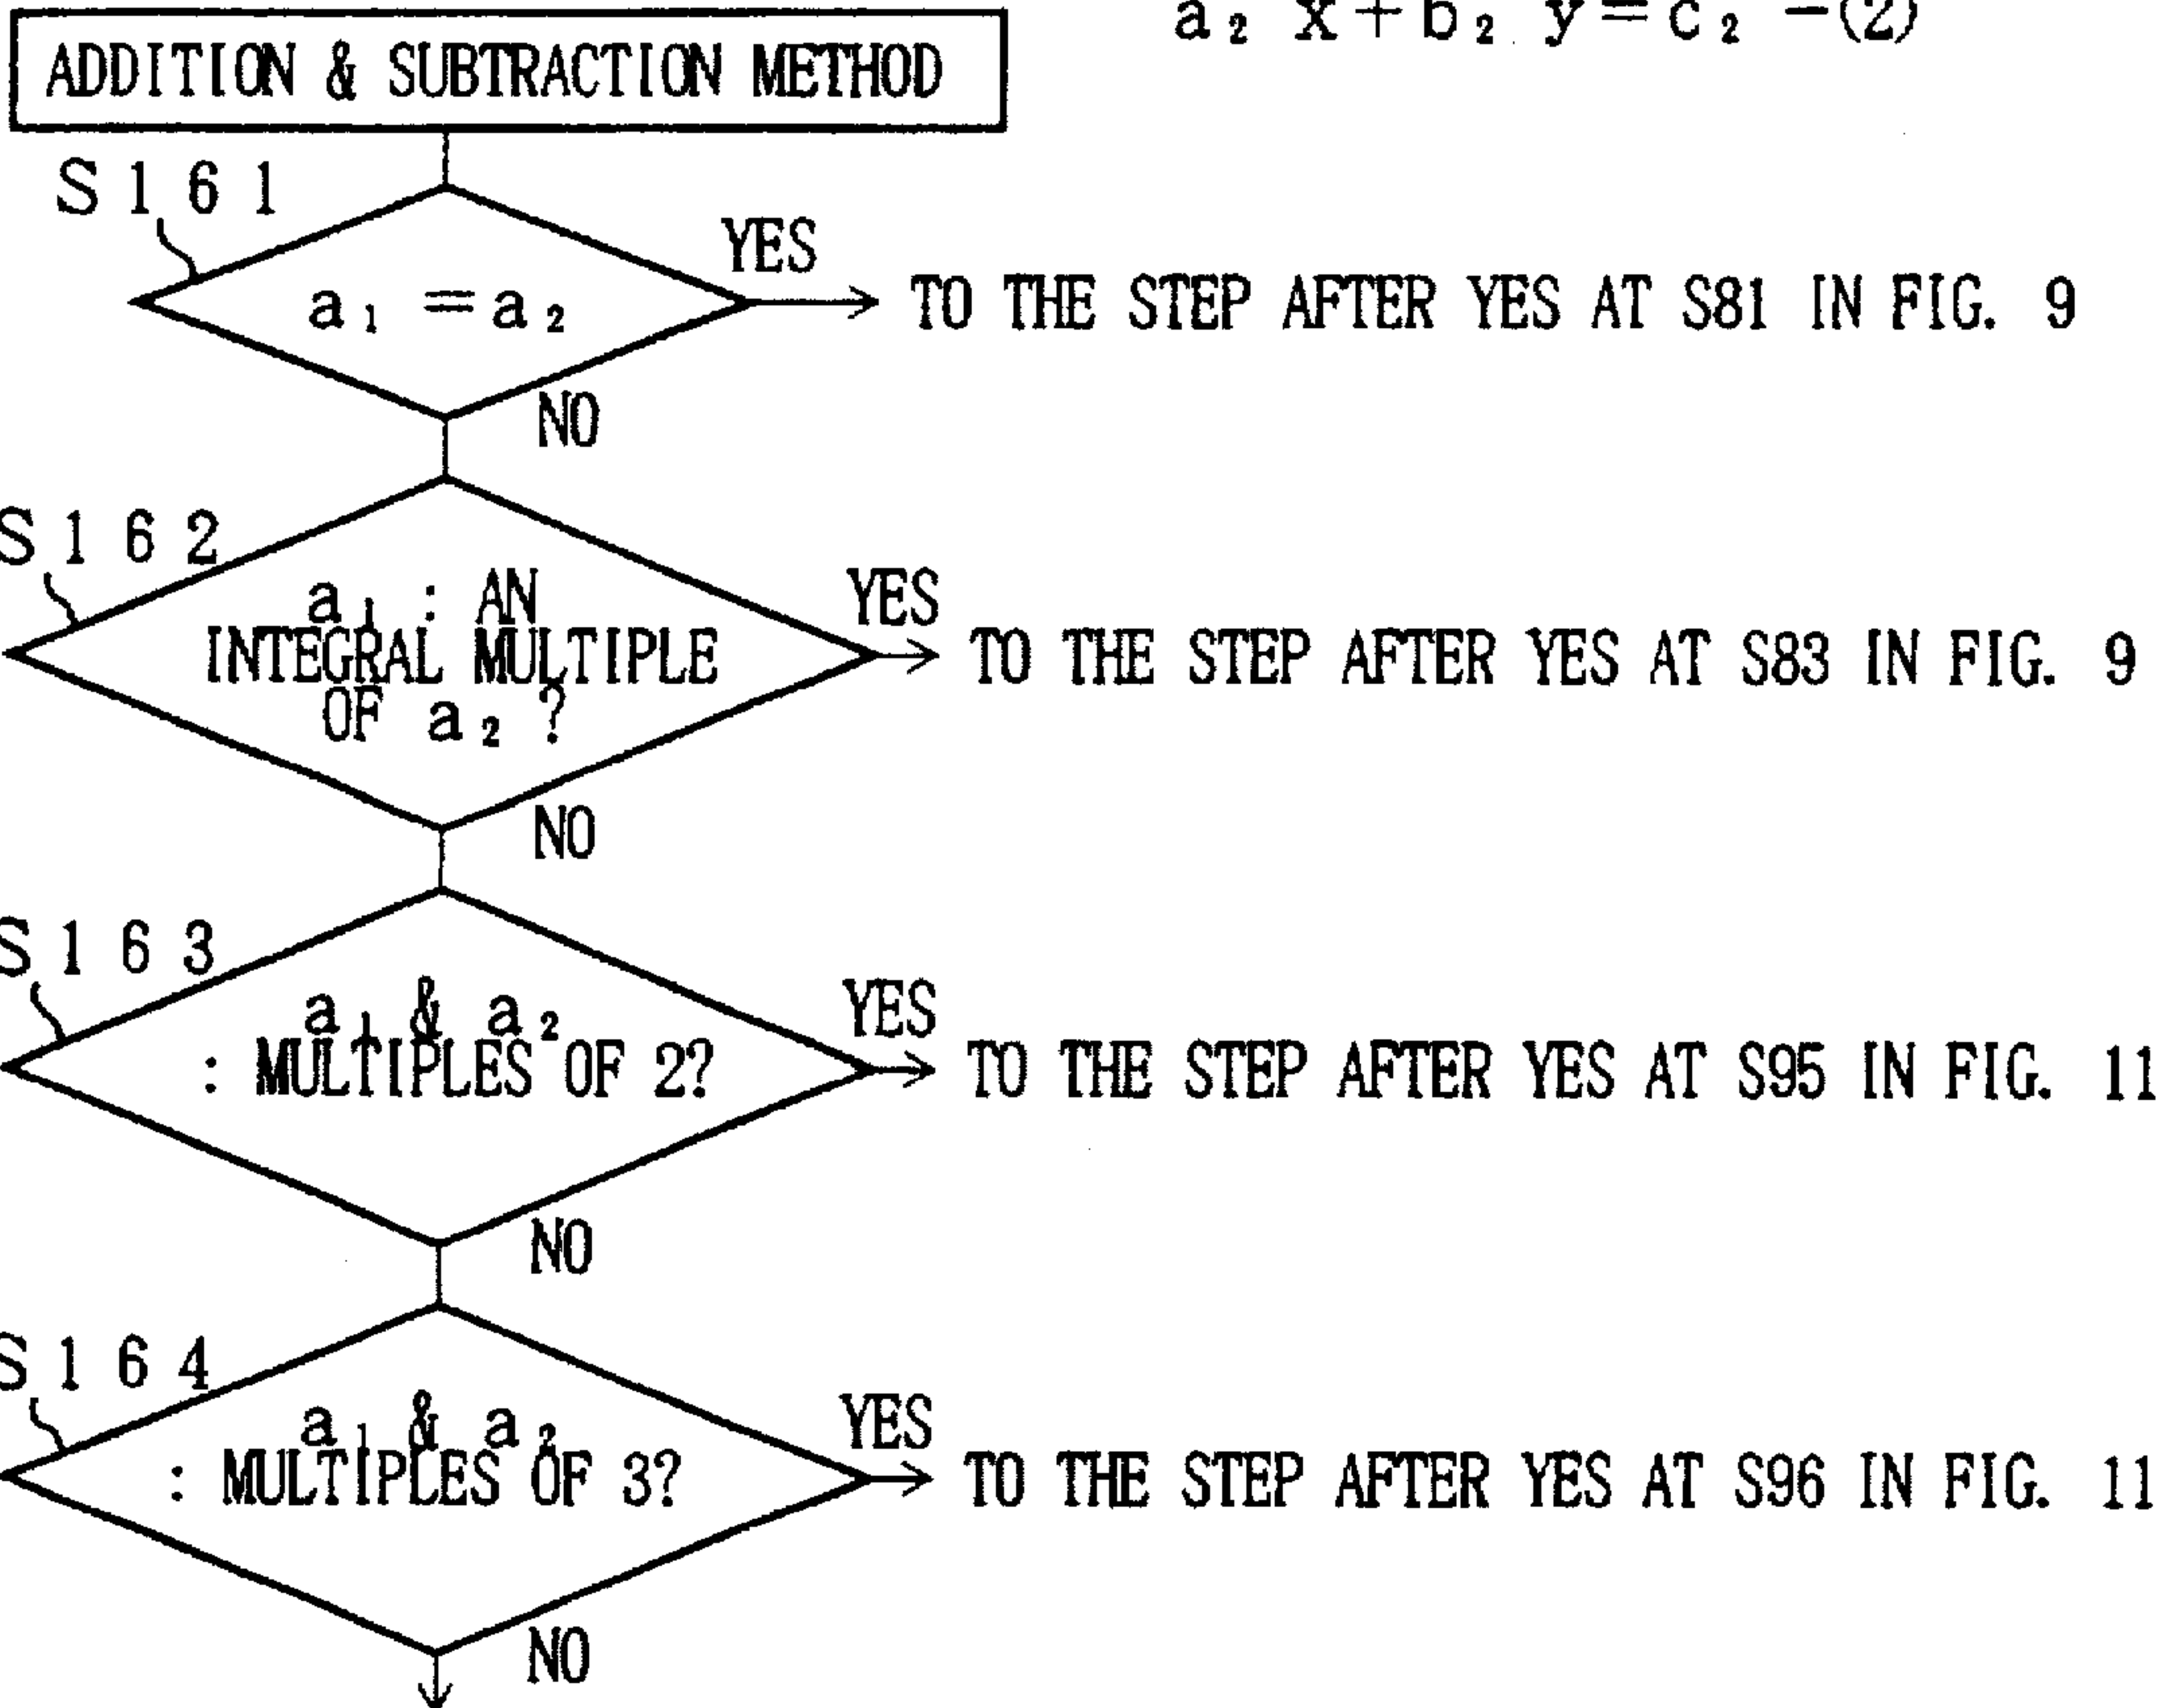 a₂ x+b₂ y=c₂ -(2)
ADDITION & SUBTRACTION METHOD
S161
YES
a₁ =a₂
TO THE STEP AFTER YES AT S81 IN FIG. 9
NO
S162
a₁ : AN
YES
INTEGRAL MULTIPLE
TO THE STEP AFTER YES AT S83 IN FIG. 9
OF a₂ ?
NO
S163
a₁ & a₂
YES
: MULTIPLES OF 2?
TO THE STEP AFTER YES AT S95 IN FIG. 11
NO
S164
a₁ & a₂
YES
: MULTIPLES OF 3?
TO THE STEP AFTER YES AT S96 IN FIG. 11
NO